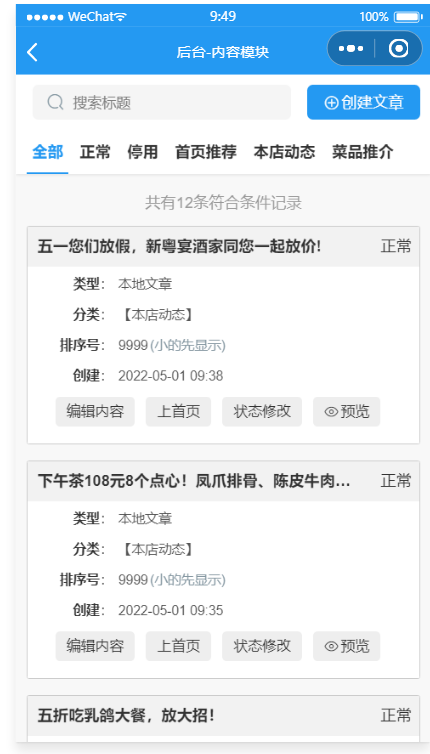 WeChat 9:49 100%
后台-内容模块
搜索标题 创建文章
全部 正常 停用 首页推荐 本店动态 菜品推介
共有12条符合条件记录
五一您们放假，新粤宴酒家同您一起放价! 正常
类型： 本地文章
分类： 【本店动态】
排序号： 9999 (小的先显示)
创建： 2022-05-01 09:38
编辑内容 上首页 状态修改 预览
下午茶108元8个点心！凤爪排骨、陈皮牛肉... 正常
类型： 本地文章
分类： 【本店动态】
排序号： 9999 (小的先显示)
创建： 2022-05-01 09:35
编辑内容 上首页 状态修改 预览
五折吃乳鸽大餐，放大招！ 正常